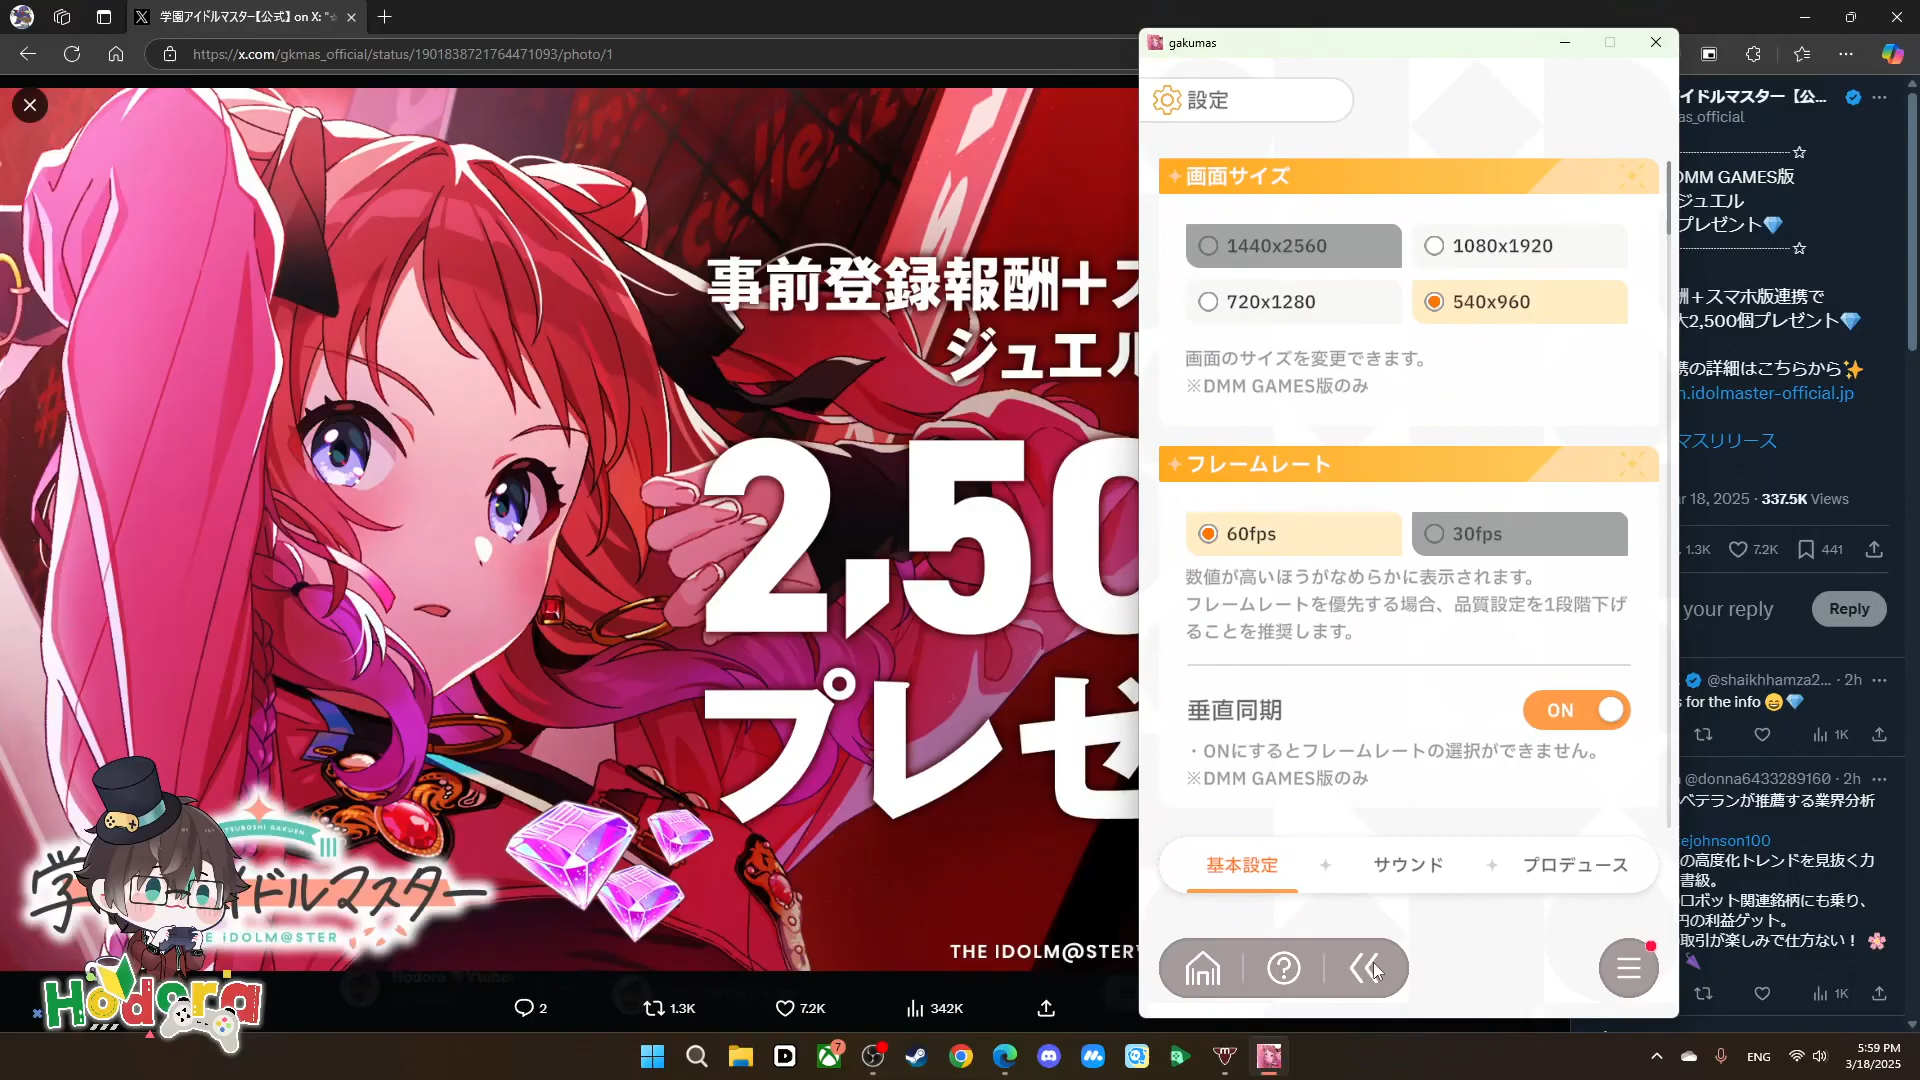 学園アイドルマスター【公式】 on X: "☆
https://x.com/gkmas_official/status/1901838721764471093/photo/1
事前登録報酬+ス
ジュエル
2,50
プレゼ
THE IDOLM@STER
学園アイドルマスター
THE IDOLM@STER
Hodora
2
1.3K
7.2K
342K
gakumas
設定
画面サイズ
1440x2560
1080x1920
720x1280
540x960
画面のサイズを変更できます。
※DMM GAMES版のみ
フレームレート
60fps
30fps
数値が高いほうがなめらかに表示されます。
フレームレートを優先する場合、品質設定を1段階下げ
ることを推奨します。
垂直同期
ON
・ONにするとフレームレートの選択ができません。
※DMM GAMES版のみ
基本設定
サウンド
プロデュース
イドルマスター【公...
as_official
DMM GAMES版
ジュエル
プレゼント💎
酬+スマホ版連携で
大2,500個プレゼント💎
携の詳細はこちらから✨
n.idolmaster-official.jp
マスリリース
r 18, 2025 · 337.5K Views
1.3K
7.2K
441
your reply
Reply
@shaikhhamza2... · 2h
s for the info 😄💎
1K
@donna6433289160 · 2h
ベテランが推薦する業界分析
ejohnson100
の高度化トレンドを見抜く力
書級。
ロボット関連銘柄にも乗り、
円の利益ゲット。
取引が楽しみで仕方ない！ 🌸
1K
7
ENG
5:59 PM
3/18/2025